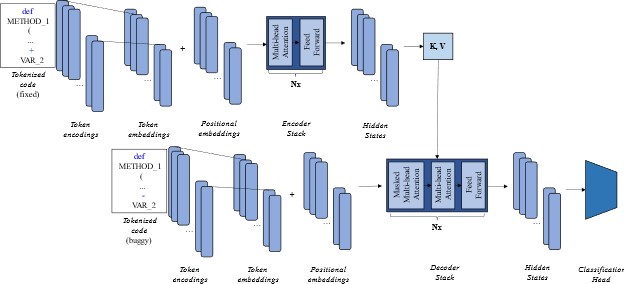 def
METHOD_1
(
...
+
VAR_2
Tokenized
code
(fixed)
...
...
+
...
Multi-head
Attention
Feed
Forward
Nx
...
K, V
Token
encodings
Token
embeddings
Positional
embeddings
Encoder
Stack
Hidden
States
def
METHOD_1
(
...
-
VAR_2
Tokenized
code
(buggy)
...
...
+
...
Masked
Multi-head
Attention
Multi-head
Attention
Feed
Forward
Nx
...
Token
encodings
Token
embeddings
Positional
embeddings
Decoder
Stack
Hidden
States
Classification
Head